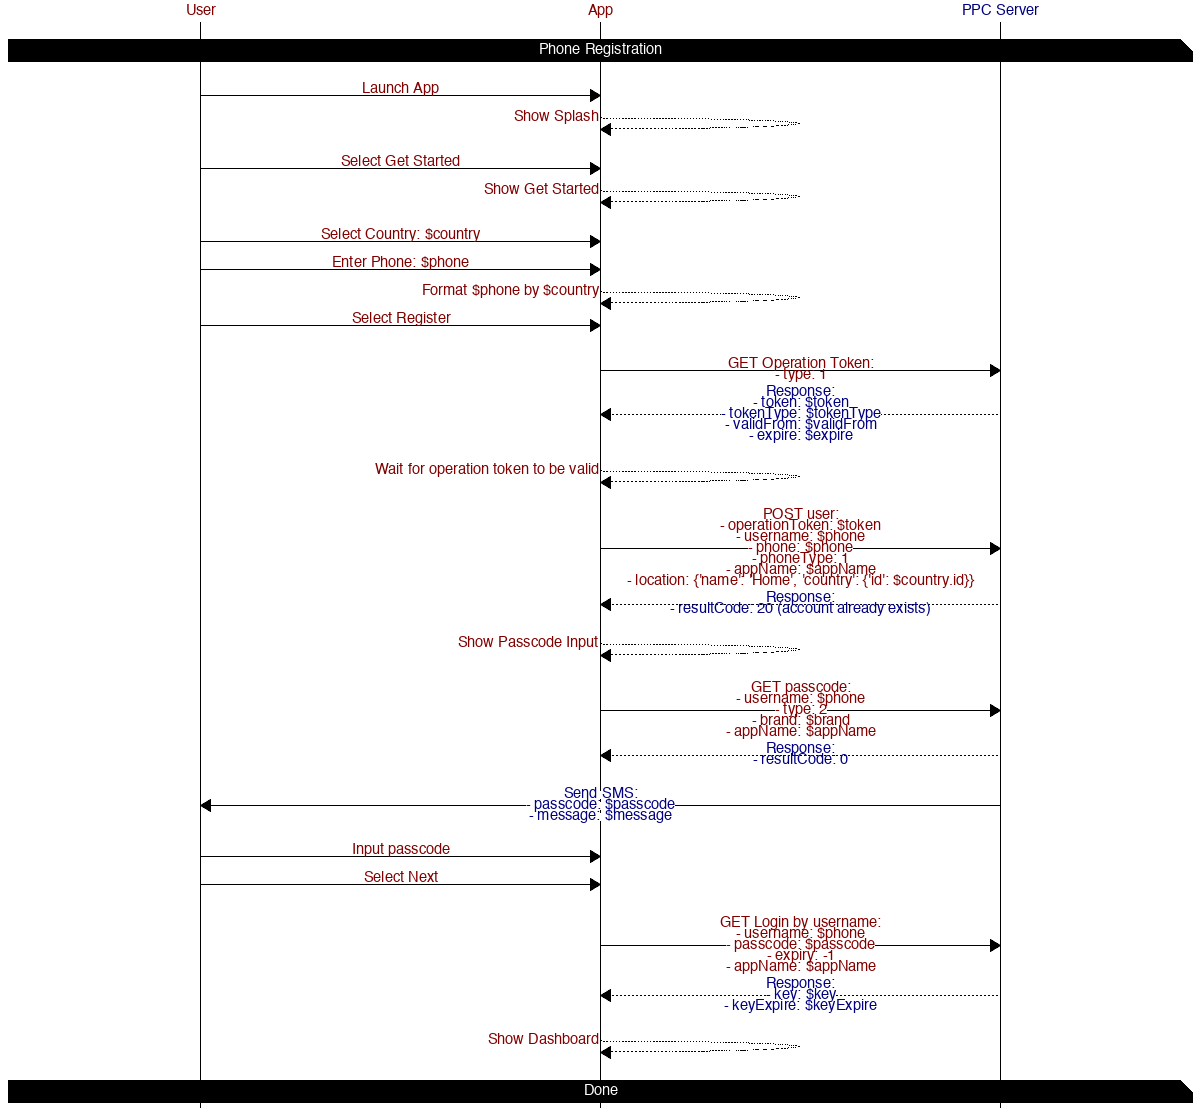 User
App
PPC Server
Phone Registration
Launch App
Show Splash
Select Get Started
Show Get Started
Select Country: $country
Enter Phone: $phone
Format $phone by $country
Select Register
GET Operation Token:
- type: 1
Response:
- token: $token
- tokenType: $tokenType
- validFrom: $validFrom
- expire: $expire
Wait for operation token to be valid
POST user:
- operationToken: $token
- username: $phone
- phone: $phone
- phoneType: 1
- appName: $appName
- location: {'name': 'Home', 'country': {'id': $country.id}}
Response:
- resultCode: 20 (account already exists)
Show Passcode Input
GET passcode:
- username: $phone
- type: 2
- brand: $brand
- appName: $appName
Response:
- resultCode: 0
Send SMS:
- passcode: $passcode
- message: $message
Input passcode
Select Next
GET Login by username:
- username: $phone
- passcode: $passcode
- expiry: -1
- appName: $appName
Response:
- key: $key
- keyExpire: $keyExpire
Show Dashboard
Done